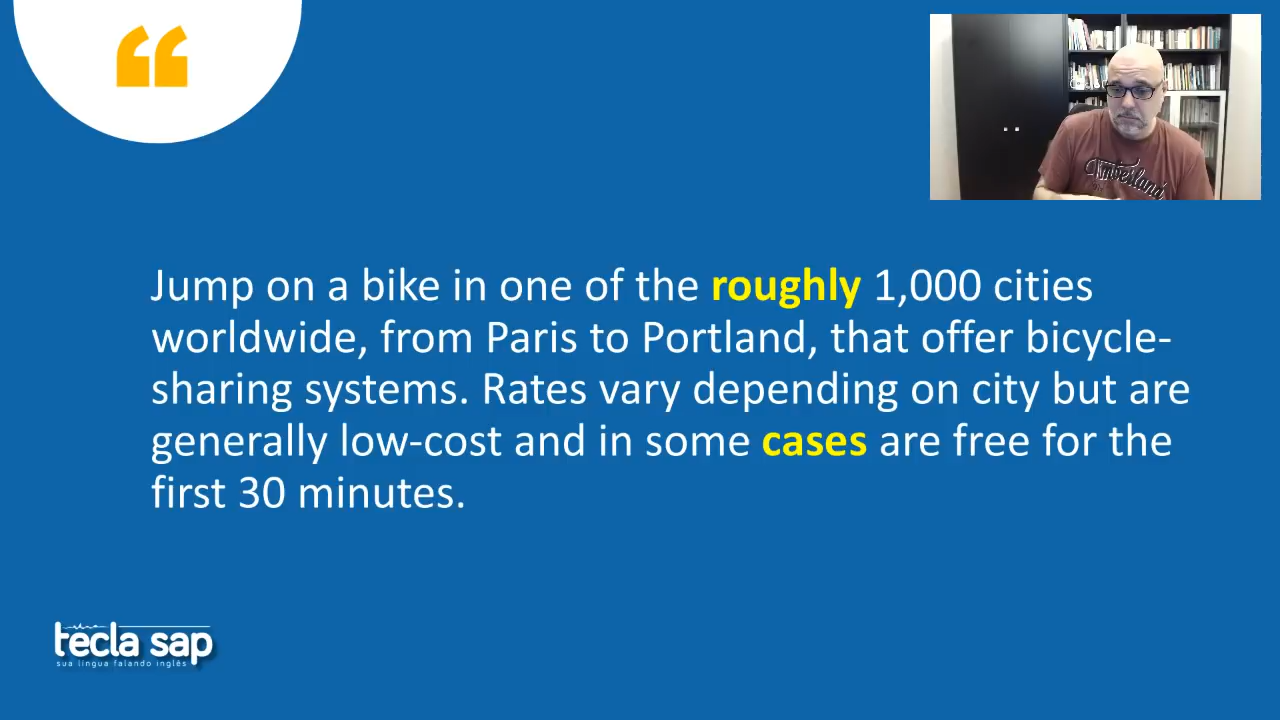 Timberland
Jump on a bike in one of the roughly 1,000 cities
worldwide, from Paris to Portland, that offer bicycle-
sharing systems. Rates vary depending on city but are
generally low-cost and in some cases are free for the
first 30 minutes.
tecla sap
sua língua falando inglês